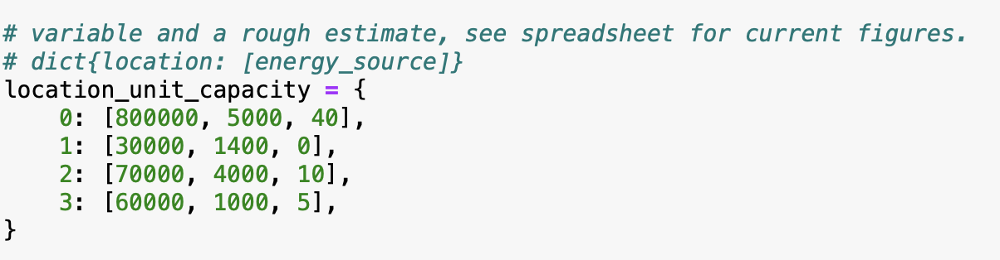 # variable and a rough estimate, see spreadsheet for current figures.
# dict{location: [energy_source]}
location_unit_capacity = {
    0: [800000, 5000, 40],
    1: [30000, 1400, 0],
    2: [70000, 4000, 10],
    3: [60000, 1000, 5],
}